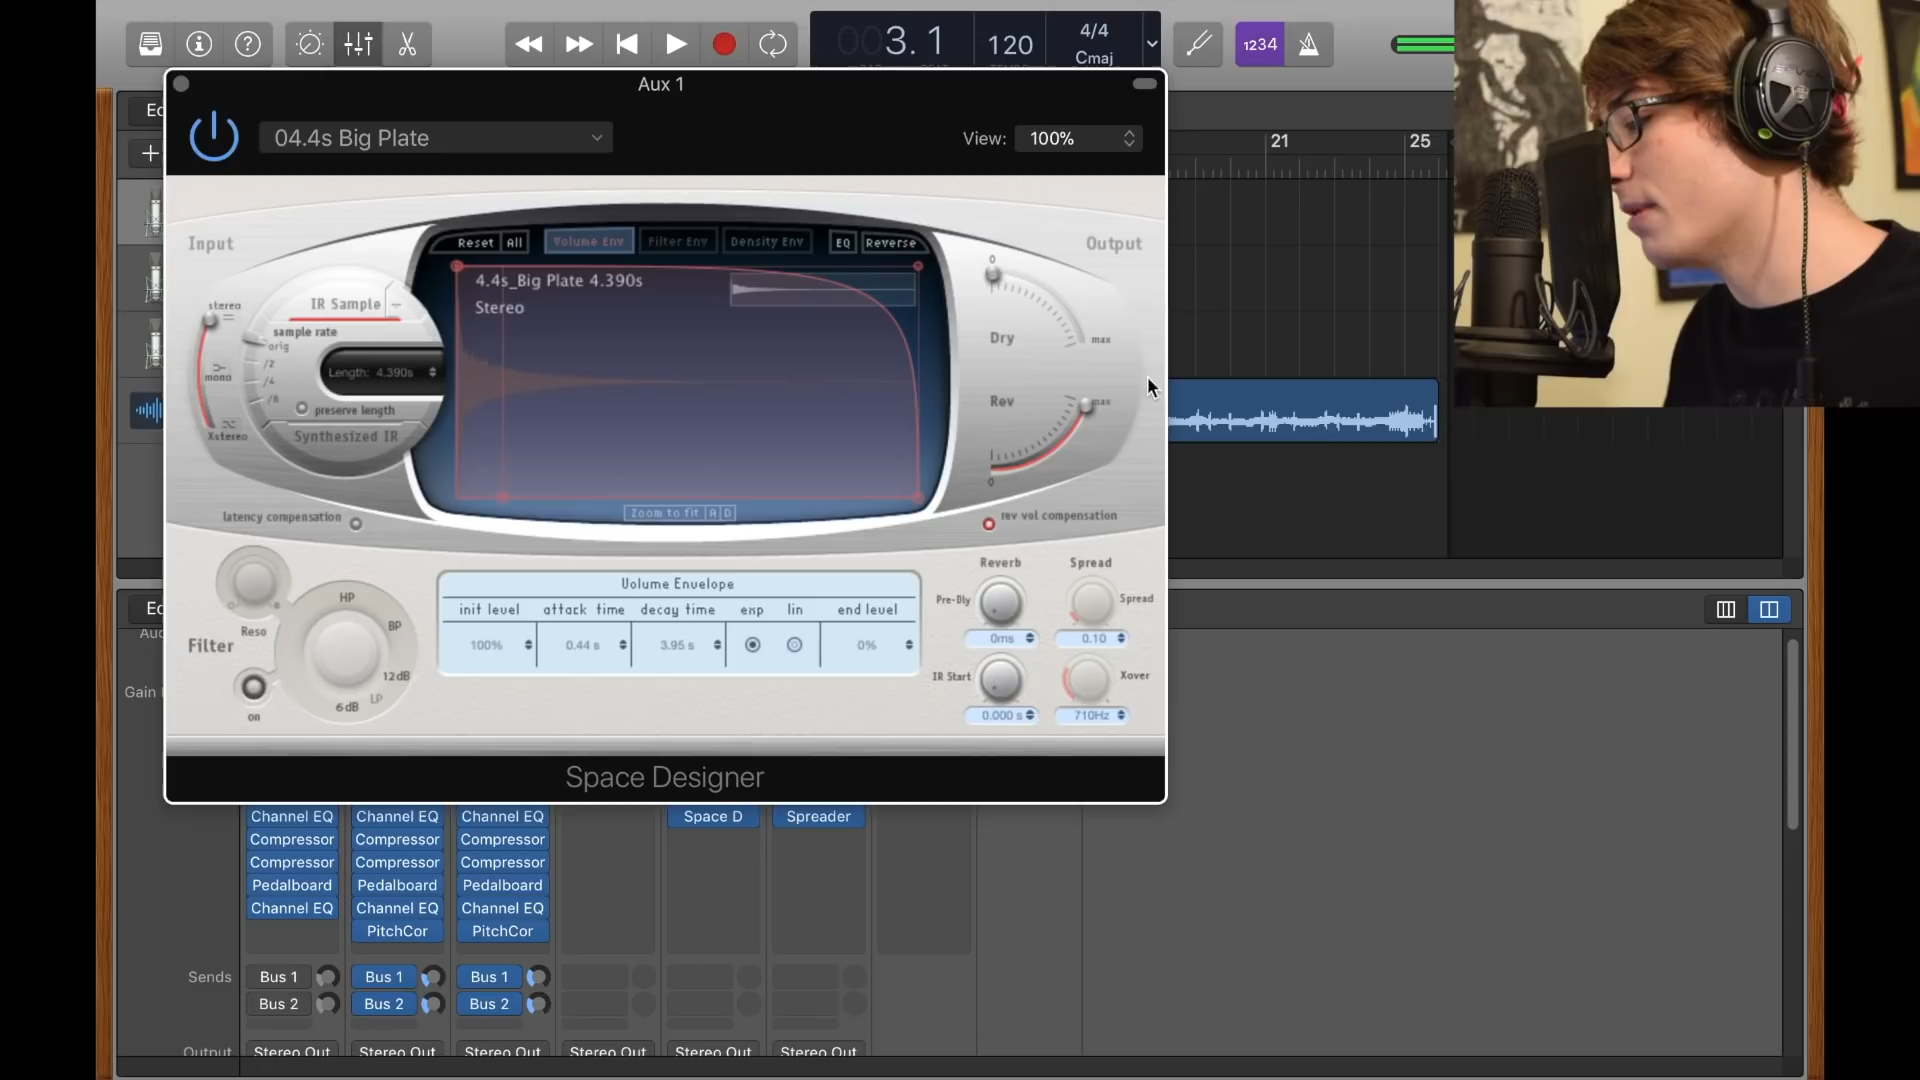 003. 1
120
4/4
Cmaj
1234
Aux 1
04.4s Big Plate
View: 100%
21
25
Input
Output
Reset All Volume Env Filter Env Density Env EQ Reverse
4.4s_Big Plate 4.390s
Stereo
IR Sample
sample rate
orig
/2
/4
/8
stereo
mono
Xstereo
Length: 4.390s
preserve length
Synthesized IR
0
Dry
max
Rev
max
0
Zoom to fit A D
latency compensation
rev vol compensation
Volume Envelope
init level attack time decay time exp lin end level
100% 0.44 s 3.95 s 0%
Reverb Spread
Pre-Dly
Spread
0ms 0.10
IR Start
Xover
0.000 s 710Hz
HP
BP
12dB
LP
6dB
Reso
Filter
on
Gain
Space Designer
Channel EQ Channel EQ Channel EQ Space D Spreader
Compressor Compressor Compressor
Compressor Compressor Compressor
Pedalboard Pedalboard Pedalboard
Channel EQ Channel EQ Channel EQ
PitchCor PitchCor
Sends Bus 1 Bus 1 Bus 1
Bus 2 Bus 2 Bus 2
Output Stereo Out Stereo Out Stereo Out Stereo Out Stereo Out Stereo Out